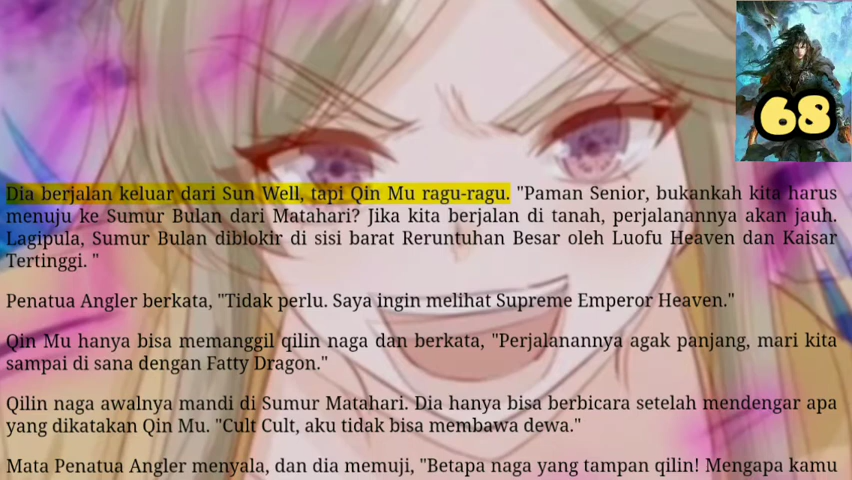 68
Dia berjalan keluar dari Sun Well, tapi Qin Mu ragu-ragu. "Paman Senior, bukankah kita harus
menuju ke Sumur Bulan dari Matahari? Jika kita berjalan di tanah, perjalanannya akan jauh.
Lagipula, Sumur Bulan diblokir di sisi barat Reruntuhan Besar oleh Luofu Heaven dan Kaisar
Tertinggi. "
Penatua Angler berkata, "Tidak perlu. Saya ingin melihat Supreme Emperor Heaven."
Qin Mu hanya bisa memanggil qilin naga dan berkata, "Perjalanannya agak panjang, mari kita
sampai di sana dengan Fatty Dragon."
Qilin naga awalnya mandi di Sumur Matahari. Dia hanya bisa berbicara setelah mendengar apa
yang dikatakan Qin Mu. "Cult Cult, aku tidak bisa membawa dewa."
Mata Penatua Angler menyala, dan dia memuji, "Betapa naga yang tampan qilin! Mengapa kamu